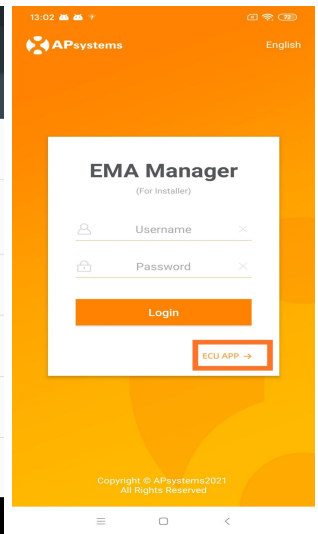 13:02
APsystems
English
EMA Manager
(For Installer)
Username
Password
Login
ECU APP →
Copyright © APsystems2021
All Rights Reserved